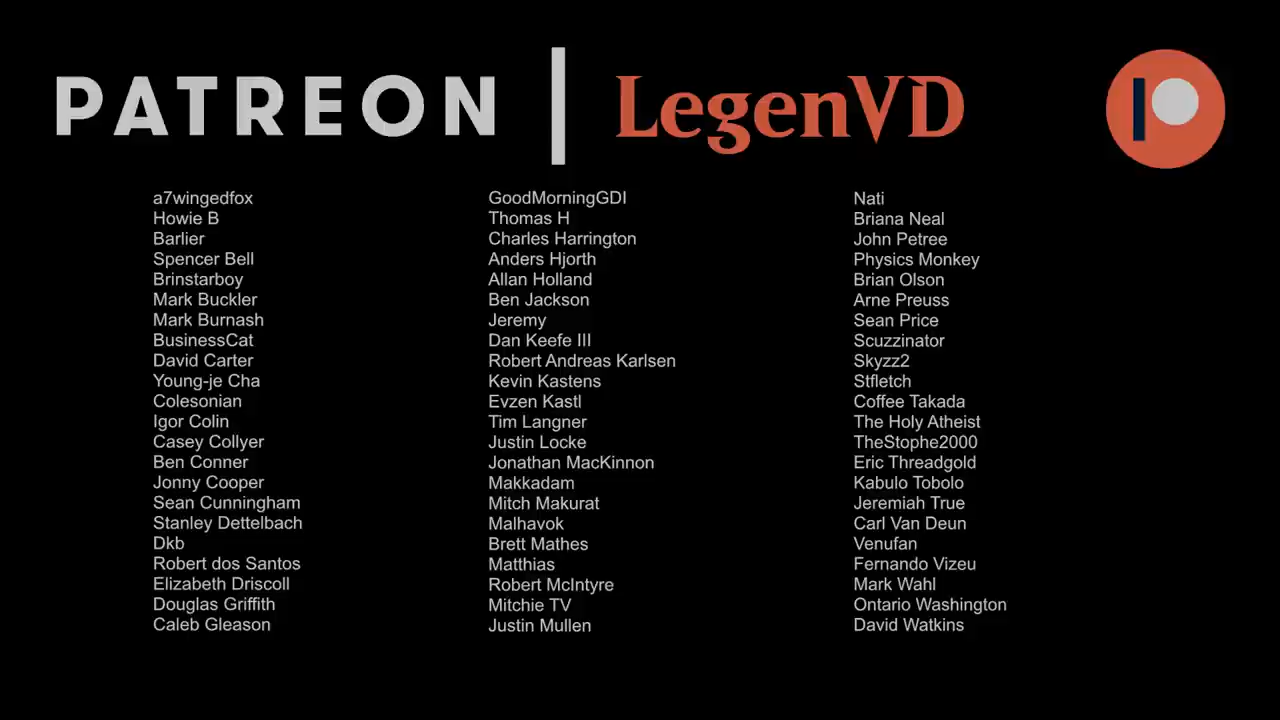 PATREON | LegenVD
a7wingedfox
Howie B
Barlier
Spencer Bell
Brinstarboy
Mark Buckler
Mark Burnash
BusinessCat
David Carter
Young-je Cha
Colesonian
Igor Colin
Casey Collyer
Ben Conner
Jonny Cooper
Sean Cunningham
Stanley Dettelbach
Dkb
Robert dos Santos
Elizabeth Driscoll
Douglas Griffith
Caleb Gleason
GoodMorningGDI
Thomas H
Charles Harrington
Anders Hjorth
Allan Holland
Ben Jackson
Jeremy
Dan Keefe III
Robert Andreas Karlsen
Kevin Kastens
Evzen Kastl
Tim Langner
Justin Locke
Jonathan MacKinnon
Makkadam
Mitch Makurat
Malhavok
Brett Mathes
Matthias
Robert McIntyre
Mitchie TV
Justin Mullen
Nati
Briana Neal
John Petree
Physics Monkey
Brian Olson
Arne Preuss
Sean Price
Scuzzinator
Skyzz2
Stfletch
Coffee Takada
The Holy Atheist
TheStophe2000
Eric Threadgold
Kabulo Tobolo
Jeremiah True
Carl Van Deun
Venufan
Fernando Vizeu
Mark Wahl
Ontario Washington
David Watkins